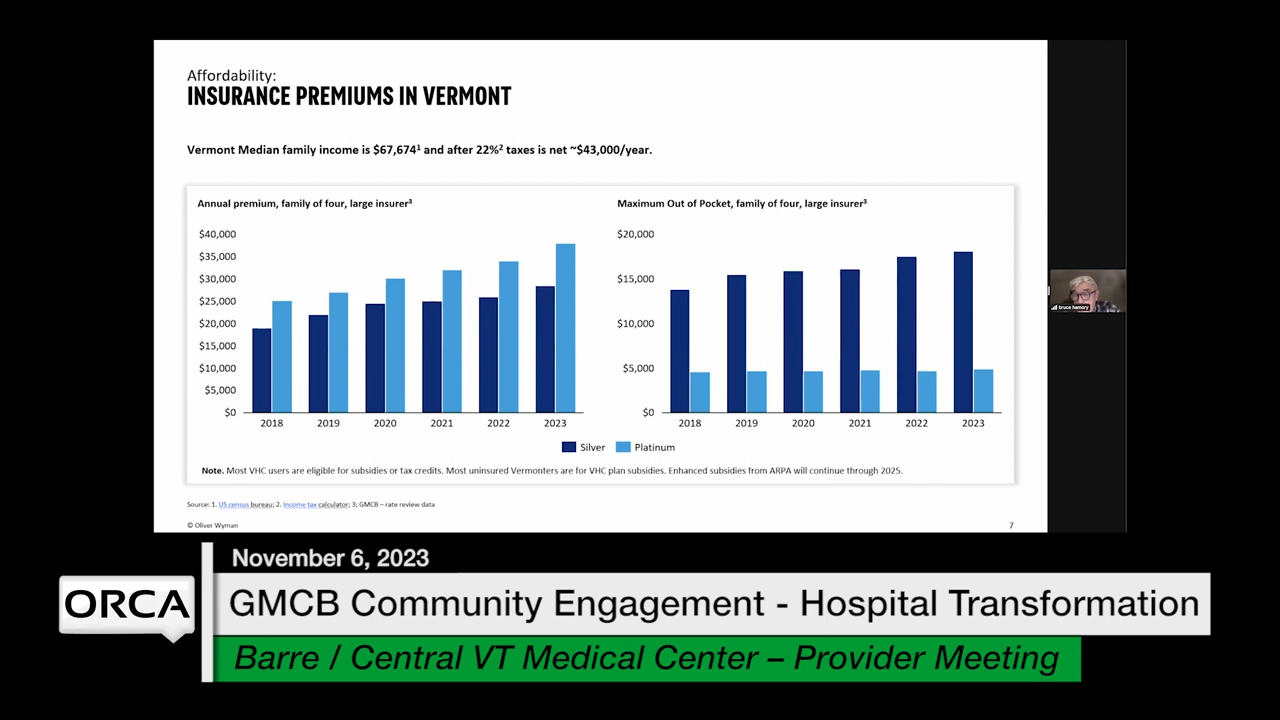 Affordability:
INSURANCE PREMIUMS IN VERMONT
Vermont Median family income is $67,674¹ and after 22%² taxes is net ~$43,000/year.
Annual premium, family of four, large insurer³
$40,000
$35,000
$30,000
$25,000
$20,000
$15,000
$10,000
$5,000
$0
2018 2019 2020 2021 2022 2023
Maximum Out of Pocket, family of four, large insurer³
$20,000
$15,000
$10,000
$5,000
$0
2018 2019 2020 2021 2022 2023
Silver Platinum
Note. Most VHC users are eligible for subsidies or tax credits. Most uninsured Vermonters are for VHC plan subsidies. Enhanced subsidies from ARPA will continue through 2025.
Source: 1. US census bureau; 2. Income tax calculator; 3; GMCB – rate review data
© Oliver Wyman
7
bruce hamory
November 6, 2023
ORCA
GMCB Community Engagement - Hospital Transformation
Barre / Central VT Medical Center – Provider Meeting